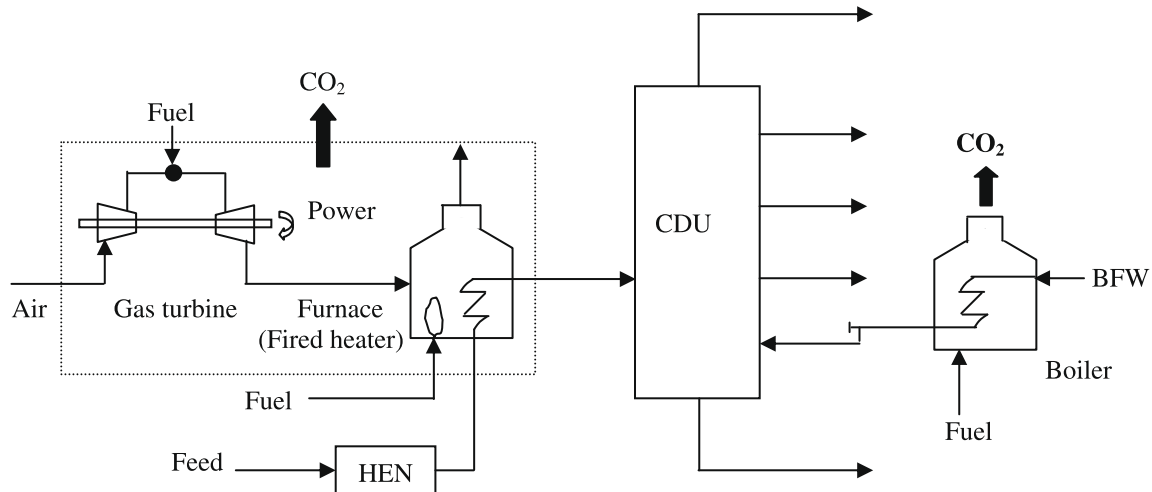 CO₂
Fuel
Power
CDU
CO₂
BFW
Air
Gas turbine
Furnace
(Fired heater)
Boiler
Fuel
Fuel
Feed
HEN